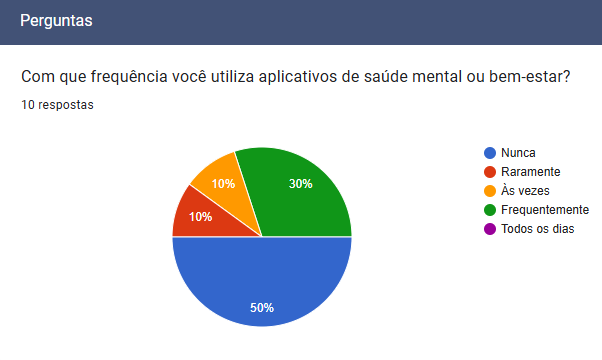 Perguntas
Com que frequência você utiliza aplicativos de saúde mental ou bem-estar?
10 respostas
Nunca
Raramente
Às vezes
Frequentemente
Todos os dias
10%
30%
10%
50%